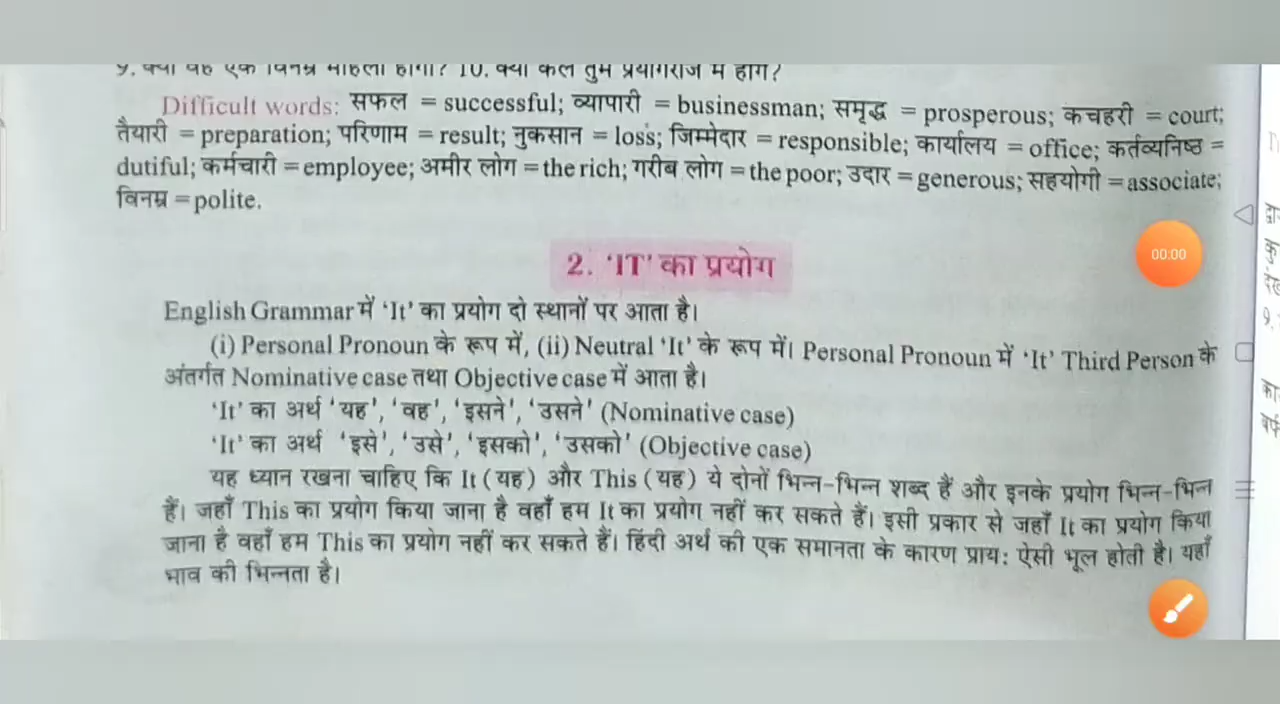 9. क्या वह एक विनम्र महिला होगी? 10. क्या कल तुम प्रयागराज में होगे?
Difficult words: सफल = successful; व्यापारी = businessman; समृद्ध = prosperous; कचहरी = court;
तैयारी = preparation; परिणाम = result; नुकसान = loss; जिम्मेदार = responsible; कार्यालय = office; कर्तव्यनिष्ठ =
dutiful; कर्मचारी = employee; अमीर लोग = the rich; गरीब लोग = the poor; उदार = generous; सहयोगी = associate;
विनम्र = polite.
2. 'IT' का प्रयोग
English Grammar में 'It' का प्रयोग दो स्थानों पर आता है।
(i) Personal Pronoun के रूप में, (ii) Neutral 'It' के रूप में। Personal Pronoun में 'It' Third Person के
अंतर्गत Nominative case तथा Objective case में आता है।
'It' का अर्थ 'यह', 'वह', 'इसने', 'उसने' (Nominative case)
'It' का अर्थ 'इसे', 'उसे', 'इसको', 'उसको' (Objective case)
यह ध्यान रखना चाहिए कि It (यह) और This (यह) ये दोनों भिन्न-भिन्न शब्द हैं और इनके प्रयोग भिन्न-भिन्न
हैं। जहाँ This का प्रयोग किया जाना है वहाँ हम It का प्रयोग नहीं कर सकते हैं। इसी प्रकार से जहाँ It का प्रयोग किया
जाना है वहाँ हम This का प्रयोग नहीं कर सकते हैं। हिंदी अर्थ की एक समानता के कारण प्राय: ऐसी भूल होती है। यहाँ
भाव की भिन्नता है।
00:00
9.